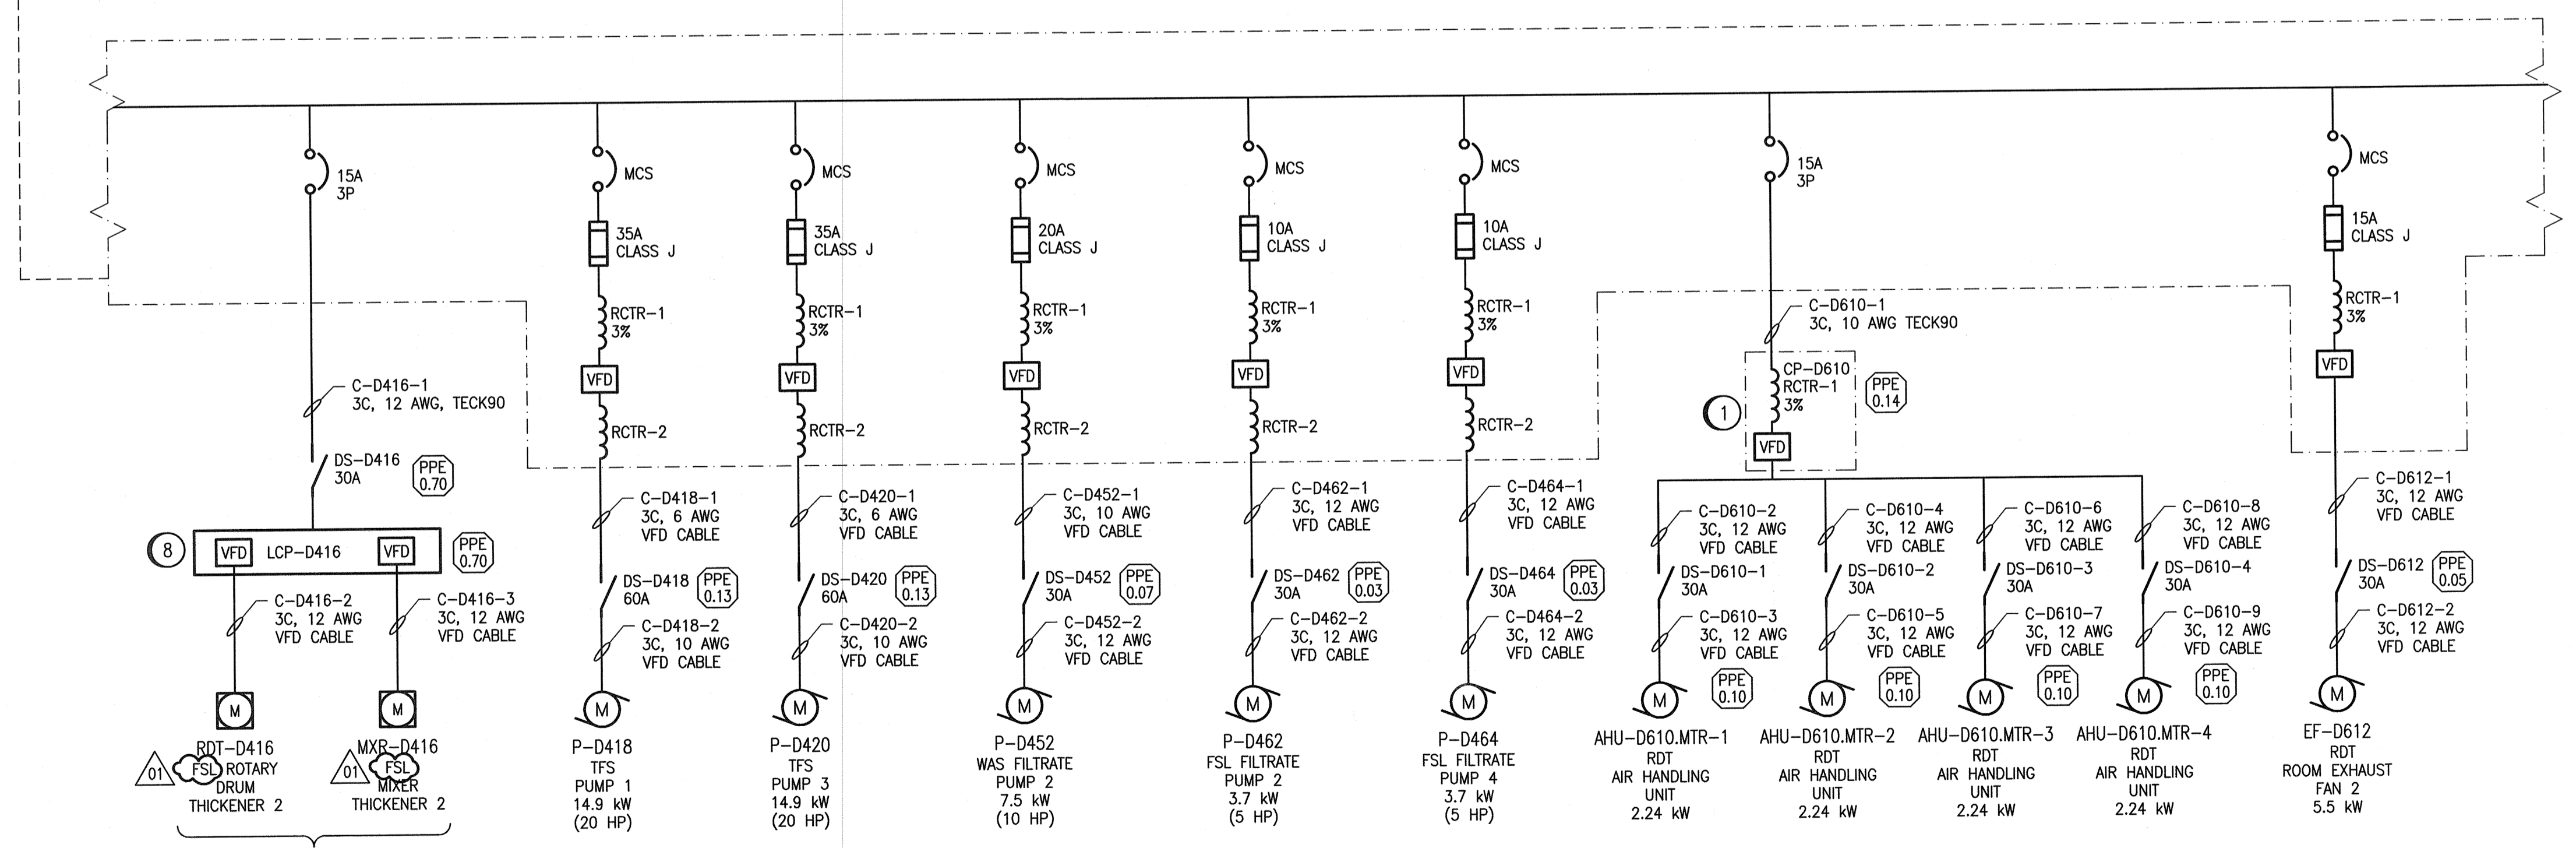 15A
3P
C-D416-1
3C, 12 AWG, TECK90
DS-D416
30A
PPE
0.70
8
VFD
LCP-D416
VFD
PPE
0.70
C-D416-2
3C, 12 AWG
VFD CABLE
C-D416-3
3C, 12 AWG
VFD CABLE
M
M
RDT-D416
01
FSL ROTARY
DRUM
THICKENER 2
MXR-D416
01
FSL
MIXER
THICKENER 2
MCS
35A
CLASS J
RCTR-1
3%
VFD
RCTR-2
C-D418-1
3C, 6 AWG
VFD CABLE
DS-D418
60A
PPE
0.13
C-D418-2
3C, 10 AWG
VFD CABLE
M
P-D418
TFS
PUMP 1
14.9 kW
(20 HP)
MCS
35A
CLASS J
RCTR-1
3%
VFD
RCTR-2
C-D420-1
3C, 6 AWG
VFD CABLE
DS-D420
60A
PPE
0.13
C-D420-2
3C, 10 AWG
VFD CABLE
M
P-D420
TFS
PUMP 3
14.9 kW
(20 HP)
MCS
20A
CLASS J
RCTR-1
3%
VFD
RCTR-2
C-D452-1
3C, 10 AWG
VFD CABLE
DS-D452
30A
PPE
0.07
C-D452-2
3C, 12 AWG
VFD CABLE
M
P-D452
WAS FILTRATE
PUMP 2
7.5 kW
(10 HP)
MCS
10A
CLASS J
RCTR-1
3%
VFD
RCTR-2
C-D462-1
3C, 12 AWG
VFD CABLE
DS-D462
30A
PPE
0.03
C-D462-2
3C, 12 AWG
VFD CABLE
M
P-D462
FSL FILTRATE
PUMP 2
3.7 kW
(5 HP)
MCS
10A
CLASS J
RCTR-1
3%
VFD
RCTR-2
C-D464-1
3C, 12 AWG
VFD CABLE
DS-D464
30A
PPE
0.03
C-D464-2
3C, 12 AWG
VFD CABLE
M
P-D464
FSL FILTRATE
PUMP 4
3.7 kW
(5 HP)
15A
3P
C-D610-1
3C, 10 AWG TECK90
CP-D610
RCTR-1
3%
PPE
0.14
1
VFD
C-D610-2
3C, 12 AWG
VFD CABLE
DS-D610-1
30A
C-D610-3
3C, 12 AWG
VFD CABLE
PPE
0.10
M
AHU-D610.MTR-1
RDT
AIR HANDLING
UNIT
2.24 kW
C-D610-4
3C, 12 AWG
VFD CABLE
DS-D610-2
30A
C-D610-5
3C, 12 AWG
VFD CABLE
PPE
0.10
M
AHU-D610.MTR-2
RDT
AIR HANDLING
UNIT
2.24 kW
C-D610-6
3C, 12 AWG
VFD CABLE
DS-D610-3
30A
C-D610-7
3C, 12 AWG
VFD CABLE
PPE
0.10
M
AHU-D610.MTR-3
RDT
AIR HANDLING
UNIT
2.24 kW
C-D610-8
3C, 12 AWG
VFD CABLE
DS-D610-4
30A
C-D610-9
3C, 12 AWG
VFD CABLE
PPE
0.10
M
AHU-D610.MTR-4
RDT
AIR HANDLING
UNIT
2.24 kW
MCS
15A
CLASS J
RCTR-1
3%
VFD
C-D612-1
3C, 12 AWG
VFD CABLE
DS-D612
30A
PPE
0.05
C-D612-2
3C, 12 AWG
VFD CABLE
M
EF-D612
RDT
ROOM EXHAUST
FAN 2
5.5 kW